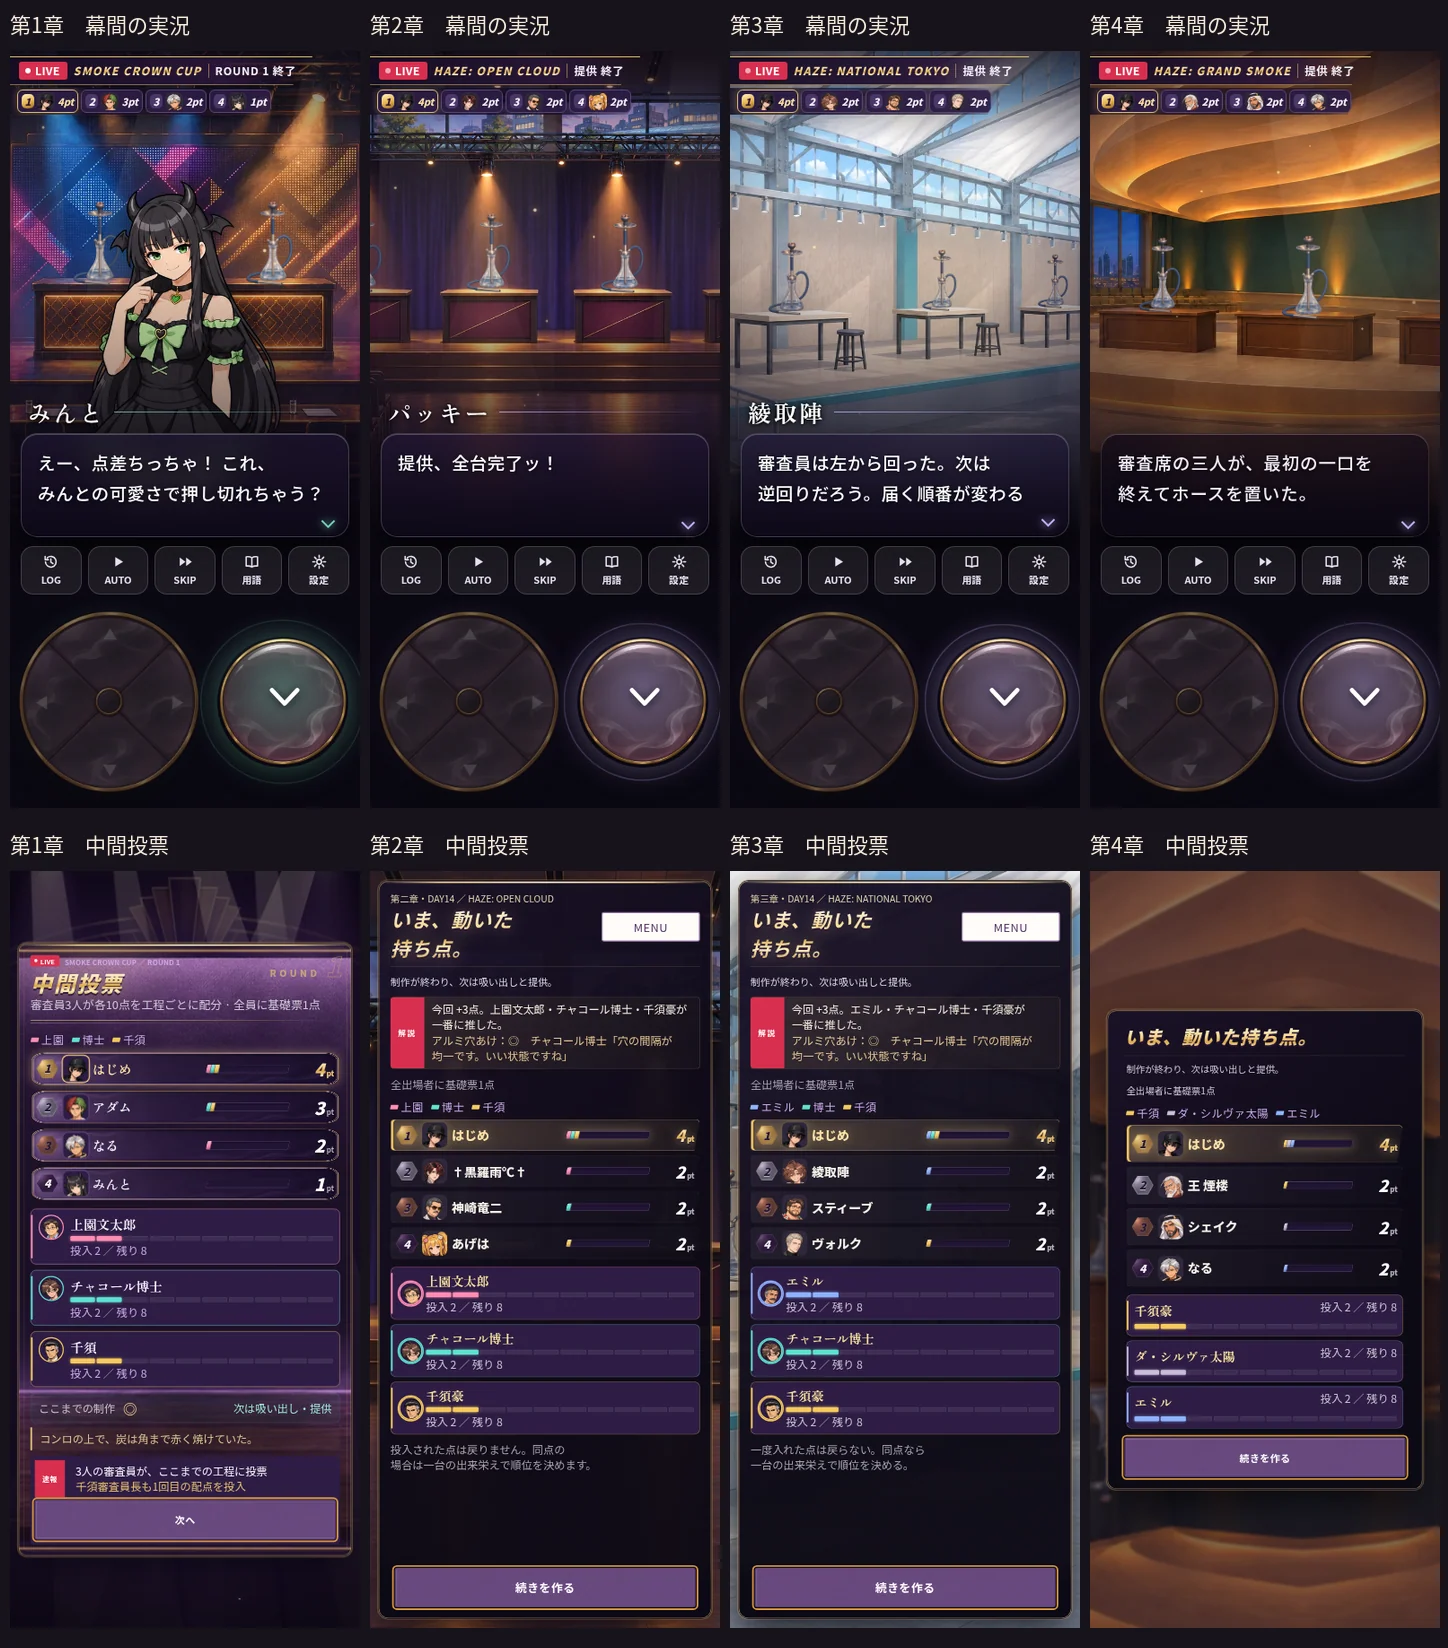 第1章　幕間の実況
LIVE SMOKE CROWN CUP ROUND 1 終了
1 4pt 2 3pt 3 2pt 4 1pt
みんと
えー、点差ちっちゃ！ これ、
みんとの可愛さで押し切れちゃう？
LOG AUTO SKIP 用語 設定
第2章　幕間の実況
LIVE HAZE: OPEN CLOUD 提供 終了
1 4pt 2 2pt 3 2pt 4 2pt
パッキー
提供、全台完了ッ！
LOG AUTO SKIP 用語 設定
第3章　幕間の実況
LIVE HAZE: NATIONAL TOKYO 提供 終了
1 4pt 2 2pt 3 2pt 4 2pt
綾取陣
審査員は左から回った。次は
逆回りだろう。届く順番が変わる
LOG AUTO SKIP 用語 設定
第4章　幕間の実況
LIVE HAZE: GRAND SMOKE 提供 終了
1 4pt 2 2pt 3 2pt 4 2pt
審査席の三人が、最初の一口を
終えてホースを置いた。
LOG AUTO SKIP 用語 設定
第1章　中間投票
LIVE SMOKE CROWN CUP ／ ROUND 1
ROUND 1
中間投票
審査員3人が各10点を工程ごとに配分・全員に基礎票1点
上園 博士 千須
1 はじめ 4pt
2 アダム 3pt
3 なる 2pt
4 みんと 1pt
上園文太郎
投入 2 ／ 残り 8
チャコール博士
投入 2 ／ 残り 8
千須
投入 2 ／ 残り 8
ここまでの制作 ◎ 次は吸い出し・提供
コンロの上で、炭は角まで赤く焼けていた。
速報
3人の審査員が、ここまでの工程に投票
千須審査員長も1回目の配点を投入
次へ
第2章　中間投票
第二章・DAY14 ／ HAZE: OPEN CLOUD
いま、動いた
持ち点。
MENU
制作が終わり、次は吸い出しと提供。
解説
今回 +3点。上園文太郎・チャコール博士・千須豪が
一番に推した。
アルミ穴あけ：◎　チャコール博士「穴の間隔が
均一です。いい状態ですね」
全出場者に基礎票1点
上園 博士 千須
1 はじめ 4pt
2 †黒羅雨℃† 2pt
3 神崎竜二 2pt
4 あげは 2pt
上園文太郎
投入 2 ／ 残り 8
チャコール博士
投入 2 ／ 残り 8
千須豪
投入 2 ／ 残り 8
投入された点は戻りません。同点の
場合は一台の出来栄えで順位を決めます。
続きを作る
第3章　中間投票
第三章・DAY14 ／ HAZE: NATIONAL TOKYO
いま、動いた
持ち点。
MENU
制作が終わり、次は吸い出しと提供。
解説
今回 +3点。エミル・チャコール博士・千須豪が
一番に推した。
アルミ穴あけ：◎　チャコール博士「穴の間隔が
均一です。いい状態ですね」
全出場者に基礎票1点
エミル 博士 千須
1 はじめ 4pt
2 綾取陣 2pt
3 スティーブ 2pt
4 ヴォルク 2pt
エミル
投入 2 ／ 残り 8
チャコール博士
投入 2 ／ 残り 8
千須豪
投入 2 ／ 残り 8
一度入れた点は戻らない。同点なら
一台の出来栄えで順位を決める。
続きを作る
第4章　中間投票
いま、動いた持ち点。
制作が終わり、次は吸い出しと提供。
全出場者に基礎票1点
千須 ダ・シルヴァ太陽 エミル
1 はじめ 4pt
2 王 煙楼 2pt
3 シェイク 2pt
4 なる 2pt
千須豪 投入 2 ／ 残り 8
ダ・シルヴァ太陽 投入 2 ／ 残り 8
エミル 投入 2 ／ 残り 8
続きを作る